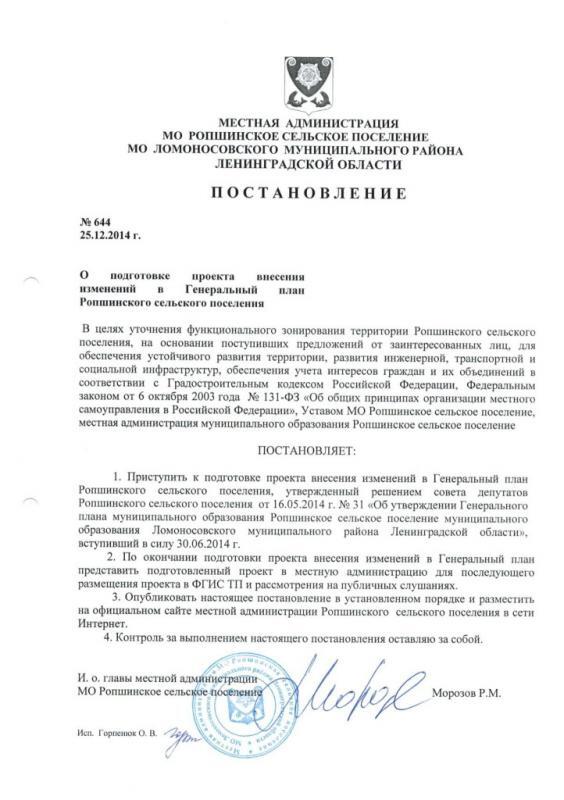 МЕСТНАЯ АДМИНИСТРАЦИЯ
МО РОПШИНСКОЕ СЕЛЬСКОЕ ПОСЕЛЕНИЕ
МО ЛОМОНОСОВСКОГО МУНИЦИПАЛЬНОГО РАЙОНА
ЛЕНИНГРАДСКОЙ ОБЛАСТИ
П О С Т А Н О В Л Е Н И Е
№ 644
25.12.2014 г.
О подготовке проекта внесения
изменений в Генеральный план
Ропшинского сельского поселения
В целях уточнения функционального зонирования территории Ропшинского сельского
поселения, на основании поступивших предложений от заинтересованных лиц, для
обеспечения устойчивого развития территории, развития инженерной, транспортной и
социальной инфраструктур, обеспечения учета интересов граждан и их объединений в
соответствии с Градостроительным кодексом Российской Федерации, Федеральным
законом от 6 октября 2003 года № 131-ФЗ «Об общих принципах организации местного
самоуправления в Российской Федерации», Уставом МО Ропшинское сельское поселение,
местная администрация муниципального образования Ропшинское сельское поселение
ПОСТАНОВЛЯЕТ:
1. Приступить к подготовке проекта внесения изменений в Генеральный план
Ропшинского сельского поселения, утвержденный решением совета депутатов
Ропшинского сельского поселения от 16.05.2014 г. № 31 «Об утверждении Генерального
плана муниципального образования Ропшинское сельское поселение муниципального
образования Ломоносовского муниципального района Ленинградской области»,
вступивший в силу 30.06.2014 г.
2. По окончании подготовки проекта внесения изменений в Генеральный план
представить подготовленный проект в местную администрацию для последующего
размещения проекта в ФГИС ТП и рассмотрения на публичных слушаниях.
3. Опубликовать настоящее постановление в установленном порядке и разместить
на официальном сайте местной администрации Ропшинского сельского поселения в сети
Интернет.
4. Контроль за выполнением настоящего постановления оставляю за собой.
И. о. главы местной администрации
МО Ропшинское сельское поселение
Морозов Р.М.
Исп. Горпенюк О. В.